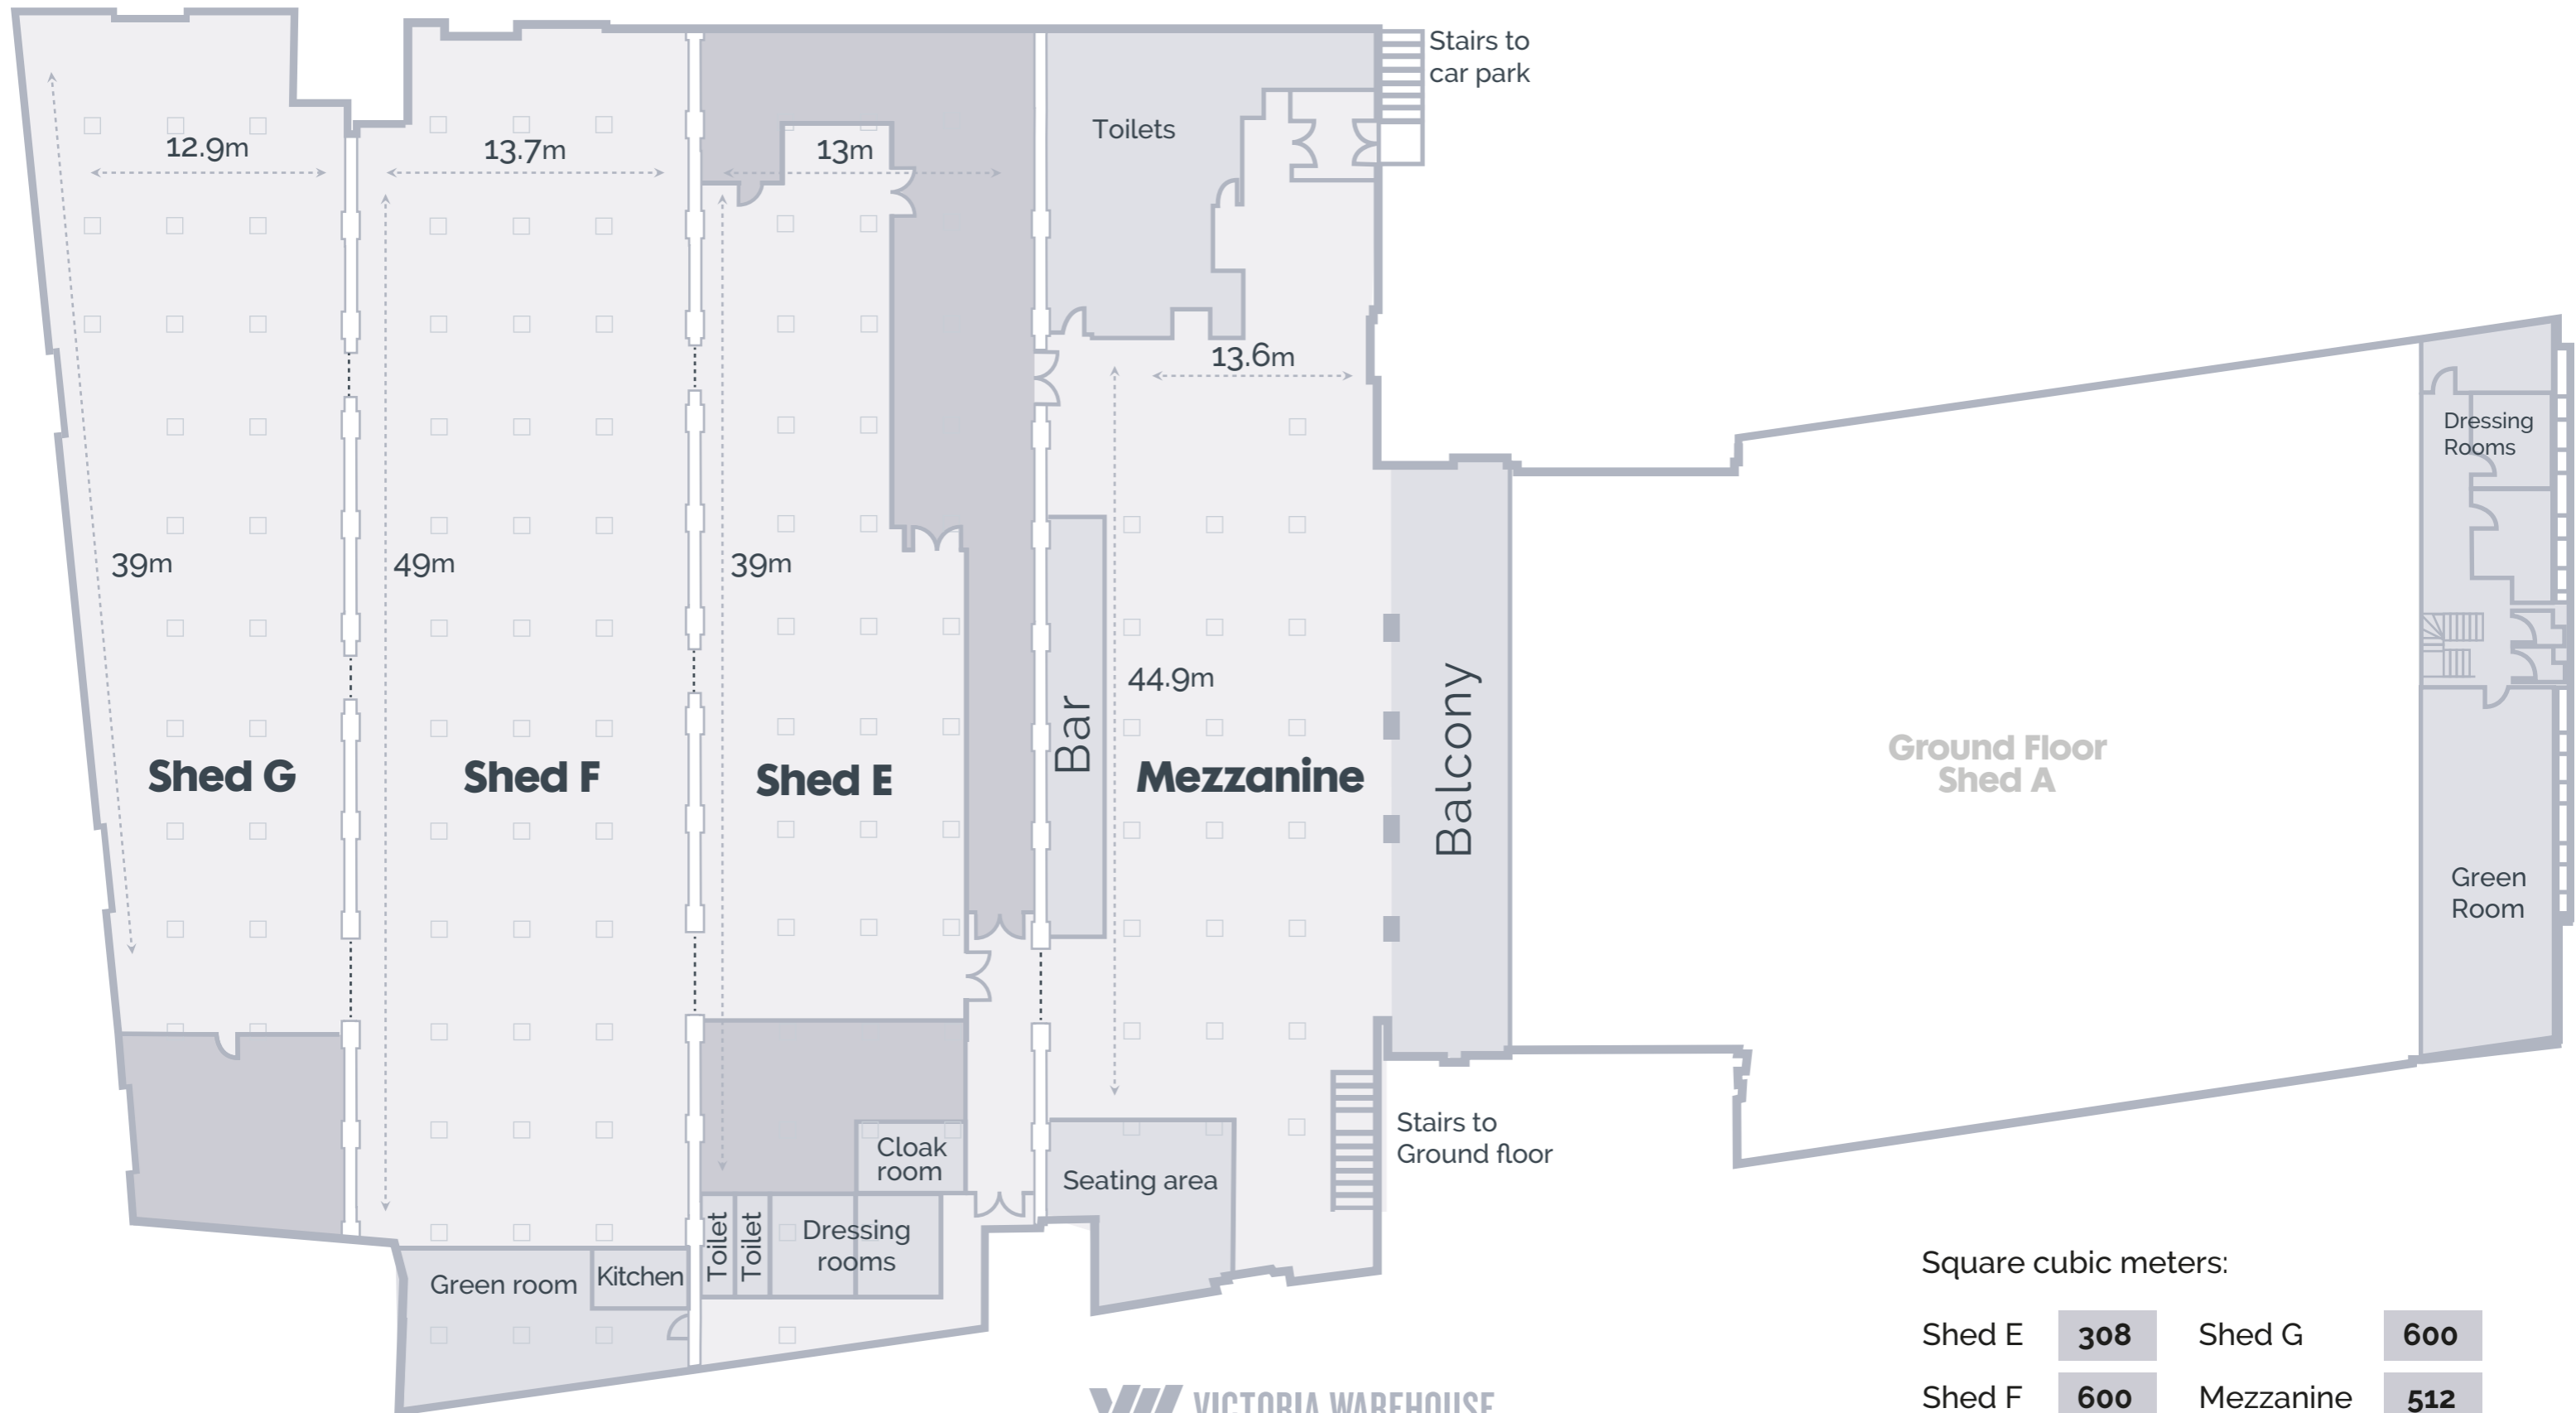 Stairs to
car park
Toilets
12.9m
13.7m
13m
13.6m
Dressing
Rooms
39m
49m
39m
44.9m
Bar
Balcony
Shed G
Shed F
Shed E
Mezzanine
Ground Floor
Shed A
Green
Room
Stairs to
Ground floor
Cloak
room
Seating area
Toilet
Toilet
Dressing
rooms
Green room
Kitchen
Square cubic meters:
Shed E 308 Shed G 600
Shed F 600 Mezzanine 512
VICTORIA WAREHOUSE